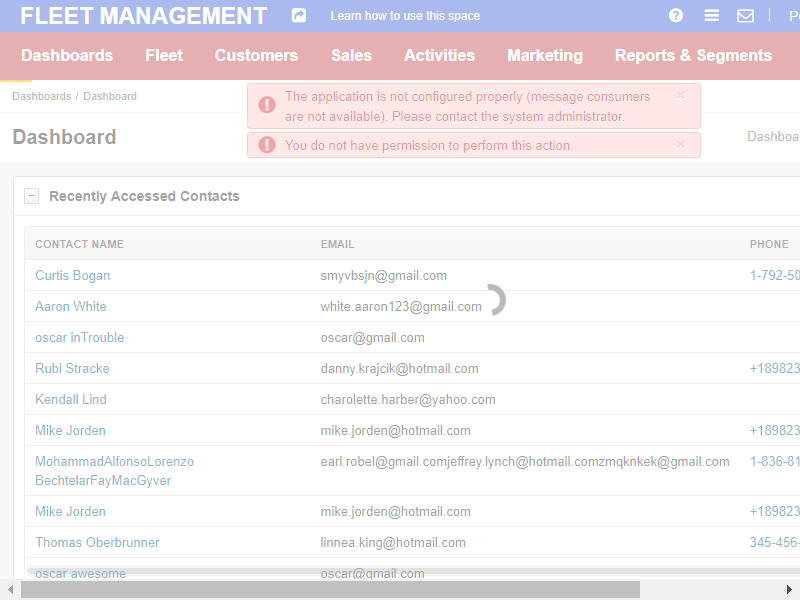 FLEET MANAGEMENT Learn how to use this space
Dashboards Fleet Customers Sales Activities Marketing Reports & Segments
Dashboards / Dashboard
The application is not configured properly (message consumers
are not available). Please contact the system administrator.
You do not have permission to perform this action.
Dashboard
Recently Accessed Contacts
CONTACT NAME EMAIL PHONE
Curtis Bogan smyvbsjn@gmail.com 1-792-50
Aaron White white.aaron123@gmail.com
oscar inTrouble oscar@gmail.com
Rubi Stracke danny.krajcik@hotmail.com +189823
Kendall Lind charolette.harber@yahoo.com
Mike Jorden mike.jorden@hotmail.com +189823
MohammadAlfonsoLorenzo earl.robel@gmail.comjeffrey.lynch@hotmail.comzmqknkek@gmail.com 1-836-81
BechtelarFayMacGyver
Mike Jorden mike.jorden@hotmail.com +189823
Thomas Oberbrunner linnea.king@hotmail.com 345-456-
oscar awesome oscar@gmail.com